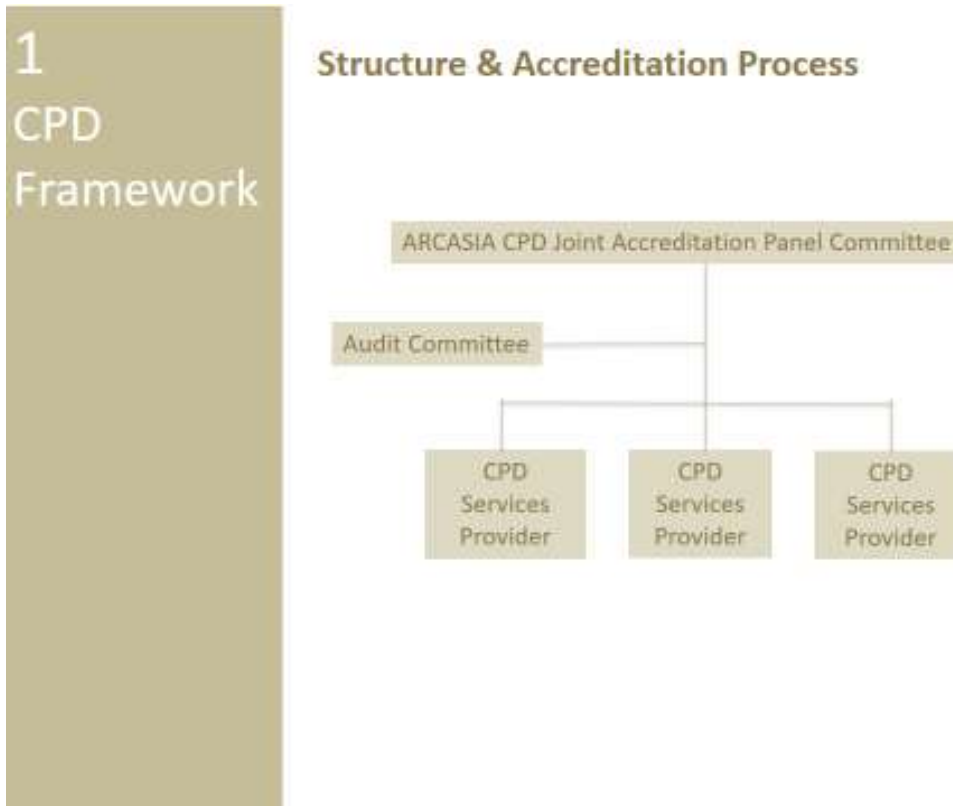 1
CPD
Framework
Structure & Accreditation Process
ARCASIA CPD Joint Accreditation Panel Committee
Audit Committee
CPD
Services
Provider
CPD
Services
Provider
CPD
Services
Provider